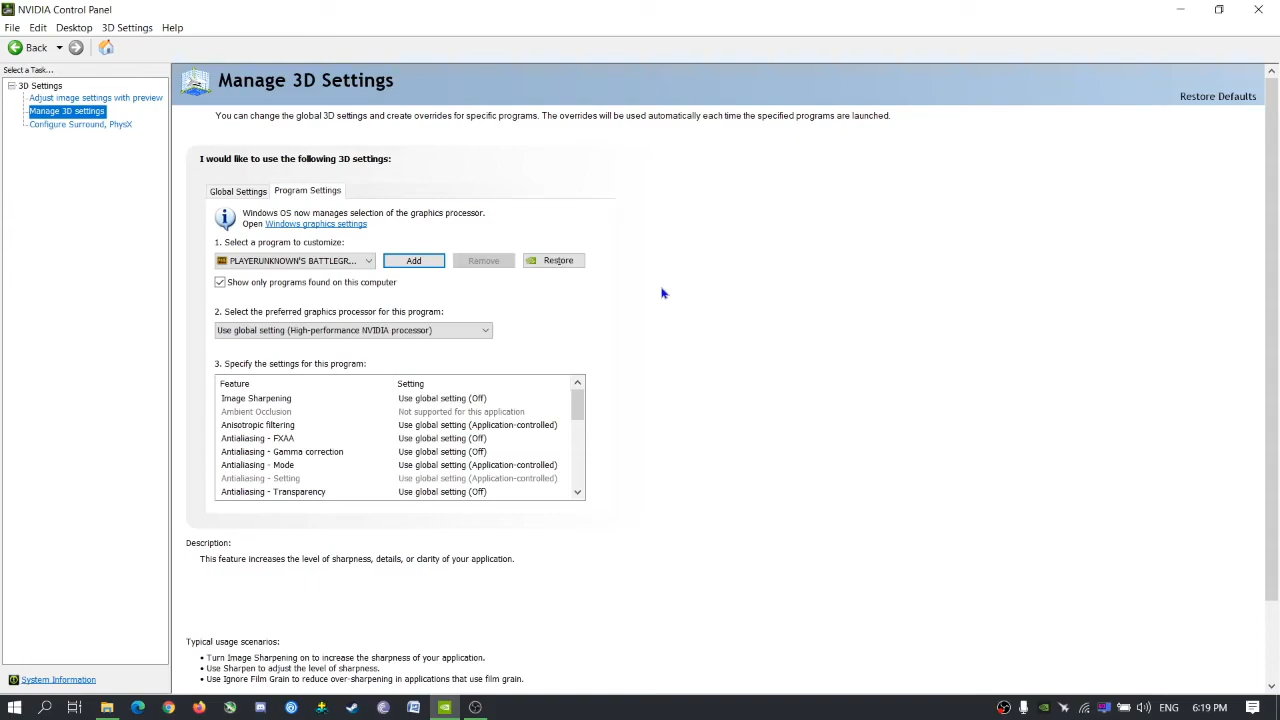 NVIDIA Control Panel
File Edit Desktop 3D Settings Help
Back
Select a Task...
3D Settings
Adjust image settings with preview
Manage 3D settings
Configure Surround, PhysX
System Information
Manage 3D Settings
Restore Defaults
You can change the global 3D settings and create overrides for specific programs. The overrides will be used automatically each time the specified programs are launched.
I would like to use the following 3D settings:
Global Settings Program Settings
Windows OS now manages selection of the graphics processor.
Open Windows graphics settings
1. Select a program to customize:
PLAYERUNKNOWN'S BATTLEGR... Add Remove Restore
Show only programs found on this computer
2. Select the preferred graphics processor for this program:
Use global setting (High-performance NVIDIA processor)
3. Specify the settings for this program:
Feature Setting
Image Sharpening Use global setting (Off)
Ambient Occlusion Not supported for this application
Anisotropic filtering Use global setting (Application-controlled)
Antialiasing - FXAA Use global setting (Off)
Antialiasing - Gamma correction Use global setting (Off)
Antialiasing - Mode Use global setting (Application-controlled)
Antialiasing - Setting Use global setting (Application-controlled)
Antialiasing - Transparency Use global setting (Off)
Description:
This feature increases the level of sharpness, details, or clarity of your application.
Typical usage scenarios:
• Turn Image Sharpening on to increase the sharpness of your application.
• Use Sharpen to adjust the level of sharpness.
• Use Ignore Film Grain to reduce over-sharpening in applications that use film grain.
6:19 PM